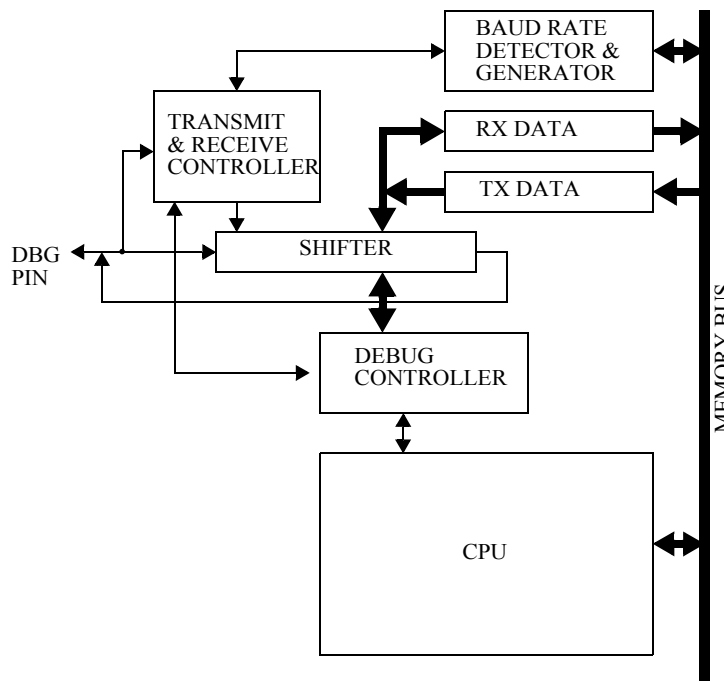 BAUD RATE
DETECTOR &
GENERATOR
TRANSMIT
& RECEIVE
CONTROLLER
RX DATA
TX DATA
SHIFTER
DBG
PIN
DEBUG
CONTROLLER
CPU
MEMORY BUS